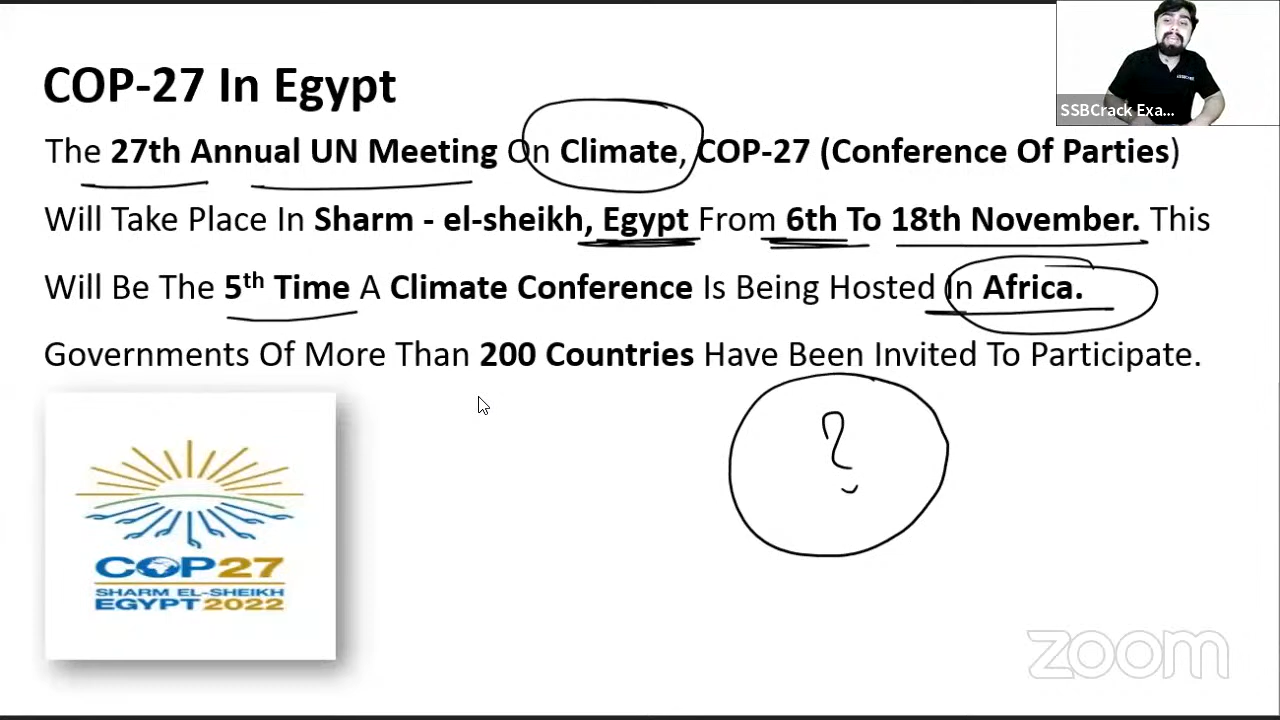 COP-27 In Egypt
SSBCrack Exa...
The 27th Annual UN Meeting On Climate, COP-27 (Conference Of Parties)
Will Take Place In Sharm - el-sheikh, Egypt From 6th To 18th November. This
Will Be The 5th Time A Climate Conference Is Being Hosted In Africa.
Governments Of More Than 200 Countries Have Been Invited To Participate.
?
COP27
SHARM EL-SHEIKH
EGYPT 2022
zoom